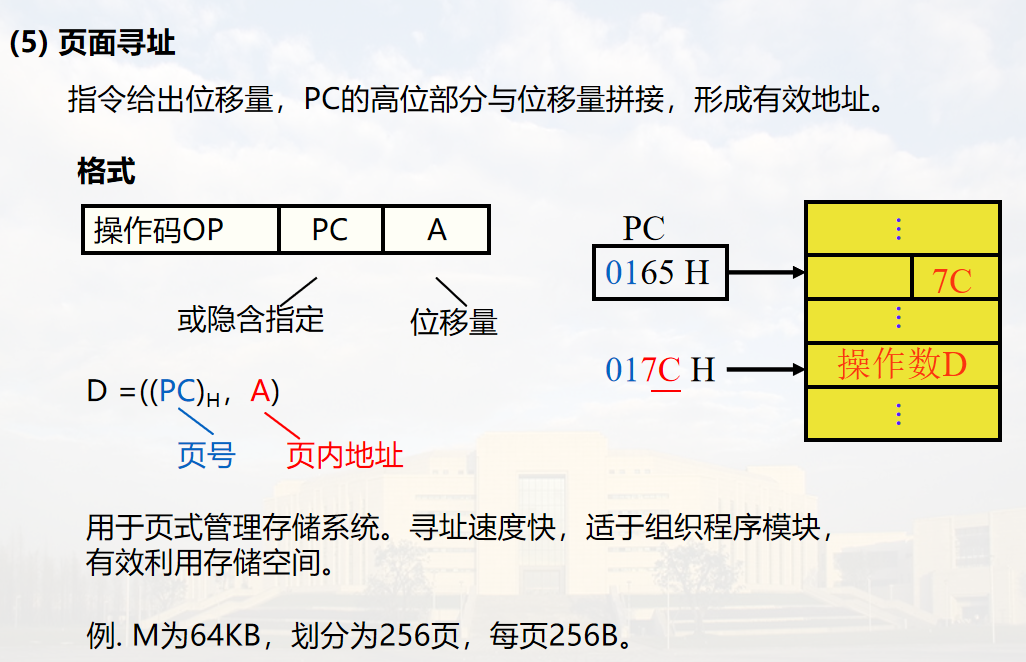 (5) 页面寻址
指令给出位移量，PC的高位部分与位移量拼接，形成有效地址。
格式
操作码OP PC A
或隐含指定 位移量
D =((PC)H，A)
页号 页内地址
PC
0165 H
⋮
7C
⋮
017C H
操作数D
⋮
用于页式管理存储系统。寻址速度快，适于组织程序模块，
有效利用存储空间。
例. M为64KB，划分为256页，每页256B。